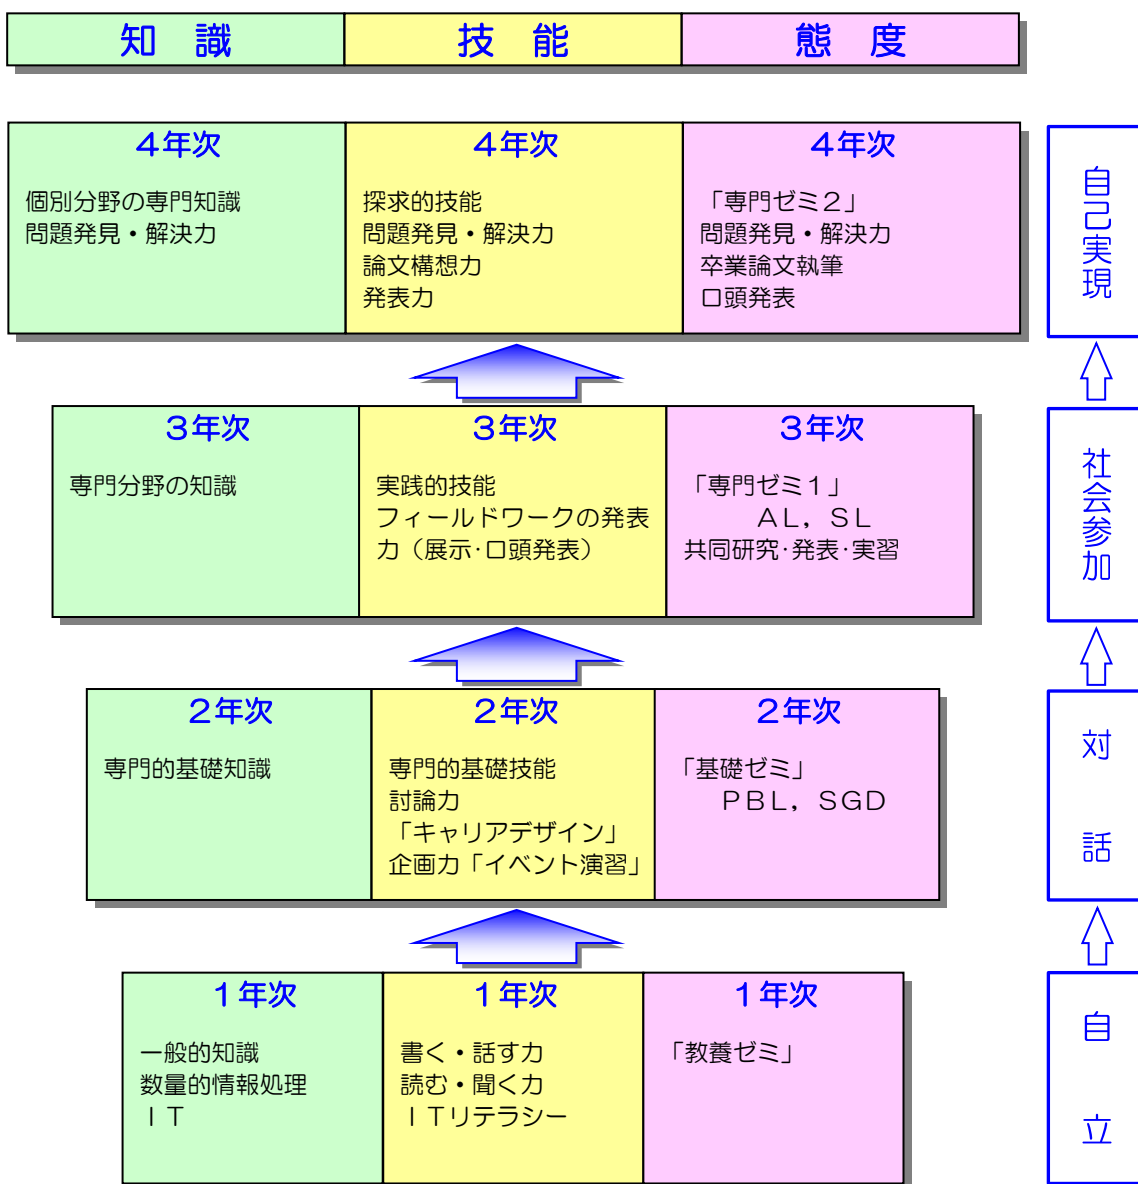 知 識
技 能
態 度
4年次
個別分野の専門知識
問題発見・解決力
4年次
探求的技能
問題発見・解決力
論文構想力
発表力
4年次
「専門ゼミ2」
問題発見・解決力
卒業論文執筆
口頭発表
自己実現
3年次
専門分野の知識
3年次
実践的技能
フィールドワークの発表
力（展示･口頭発表）
3年次
「専門ゼミ1」
AL，SL
共同研究･発表･実習
社会参加
2年次
専門的基礎知識
2年次
専門的基礎技能
討論力
「キャリアデザイン」
企画力「イベント演習」
2年次
「基礎ゼミ」
PBL，SGD
対 話
1年次
一般的知識
数量的情報処理
IT
1年次
書く・話す力
読む・聞く力
ITリテラシー
1年次
「教養ゼミ」
自 立